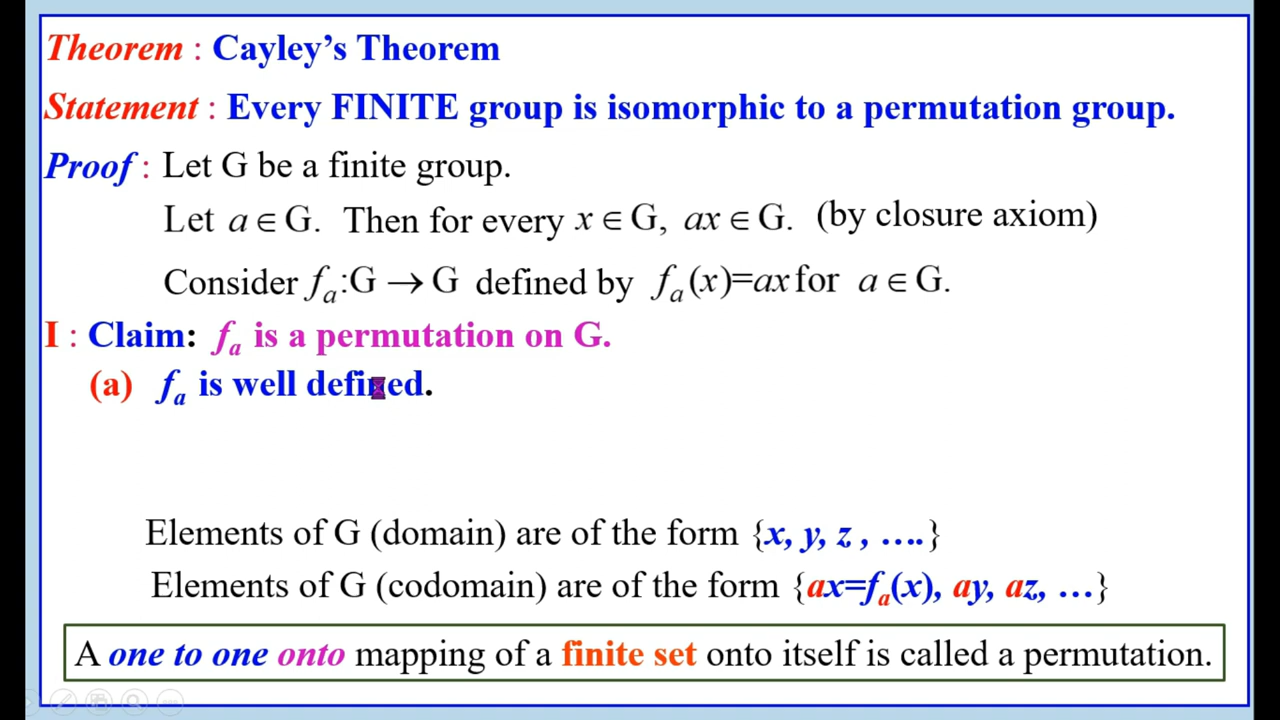 Theorem : Cayley’s Theorem
Statement : Every FINITE group is isomorphic to a permutation group.
Proof : Let G be a finite group.
Let a ∈ G. Then for every x ∈ G, ax ∈ G. (by closure axiom)
Consider fₐ:G → G defined by fₐ(x)=ax for a ∈ G.
I : Claim: fₐ is a permutation on G.
(a) fₐ is well defined.
Elements of G (domain) are of the form {x, y, z , ….}
Elements of G (codomain) are of the form {ax=fₐ(x), ay, az, …}
A one to one onto mapping of a finite set onto itself is called a permutation.